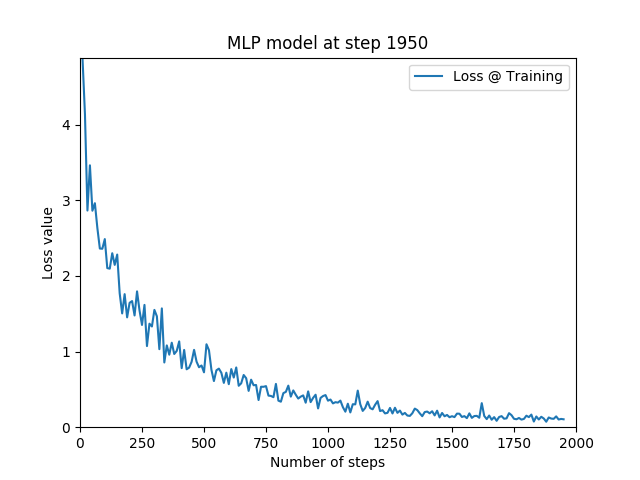 MLP model at step 1950
Loss @ Training
Loss value
4
3
2
1
0
0 250 500 750 1000 1250 1500 1750 2000
Number of steps